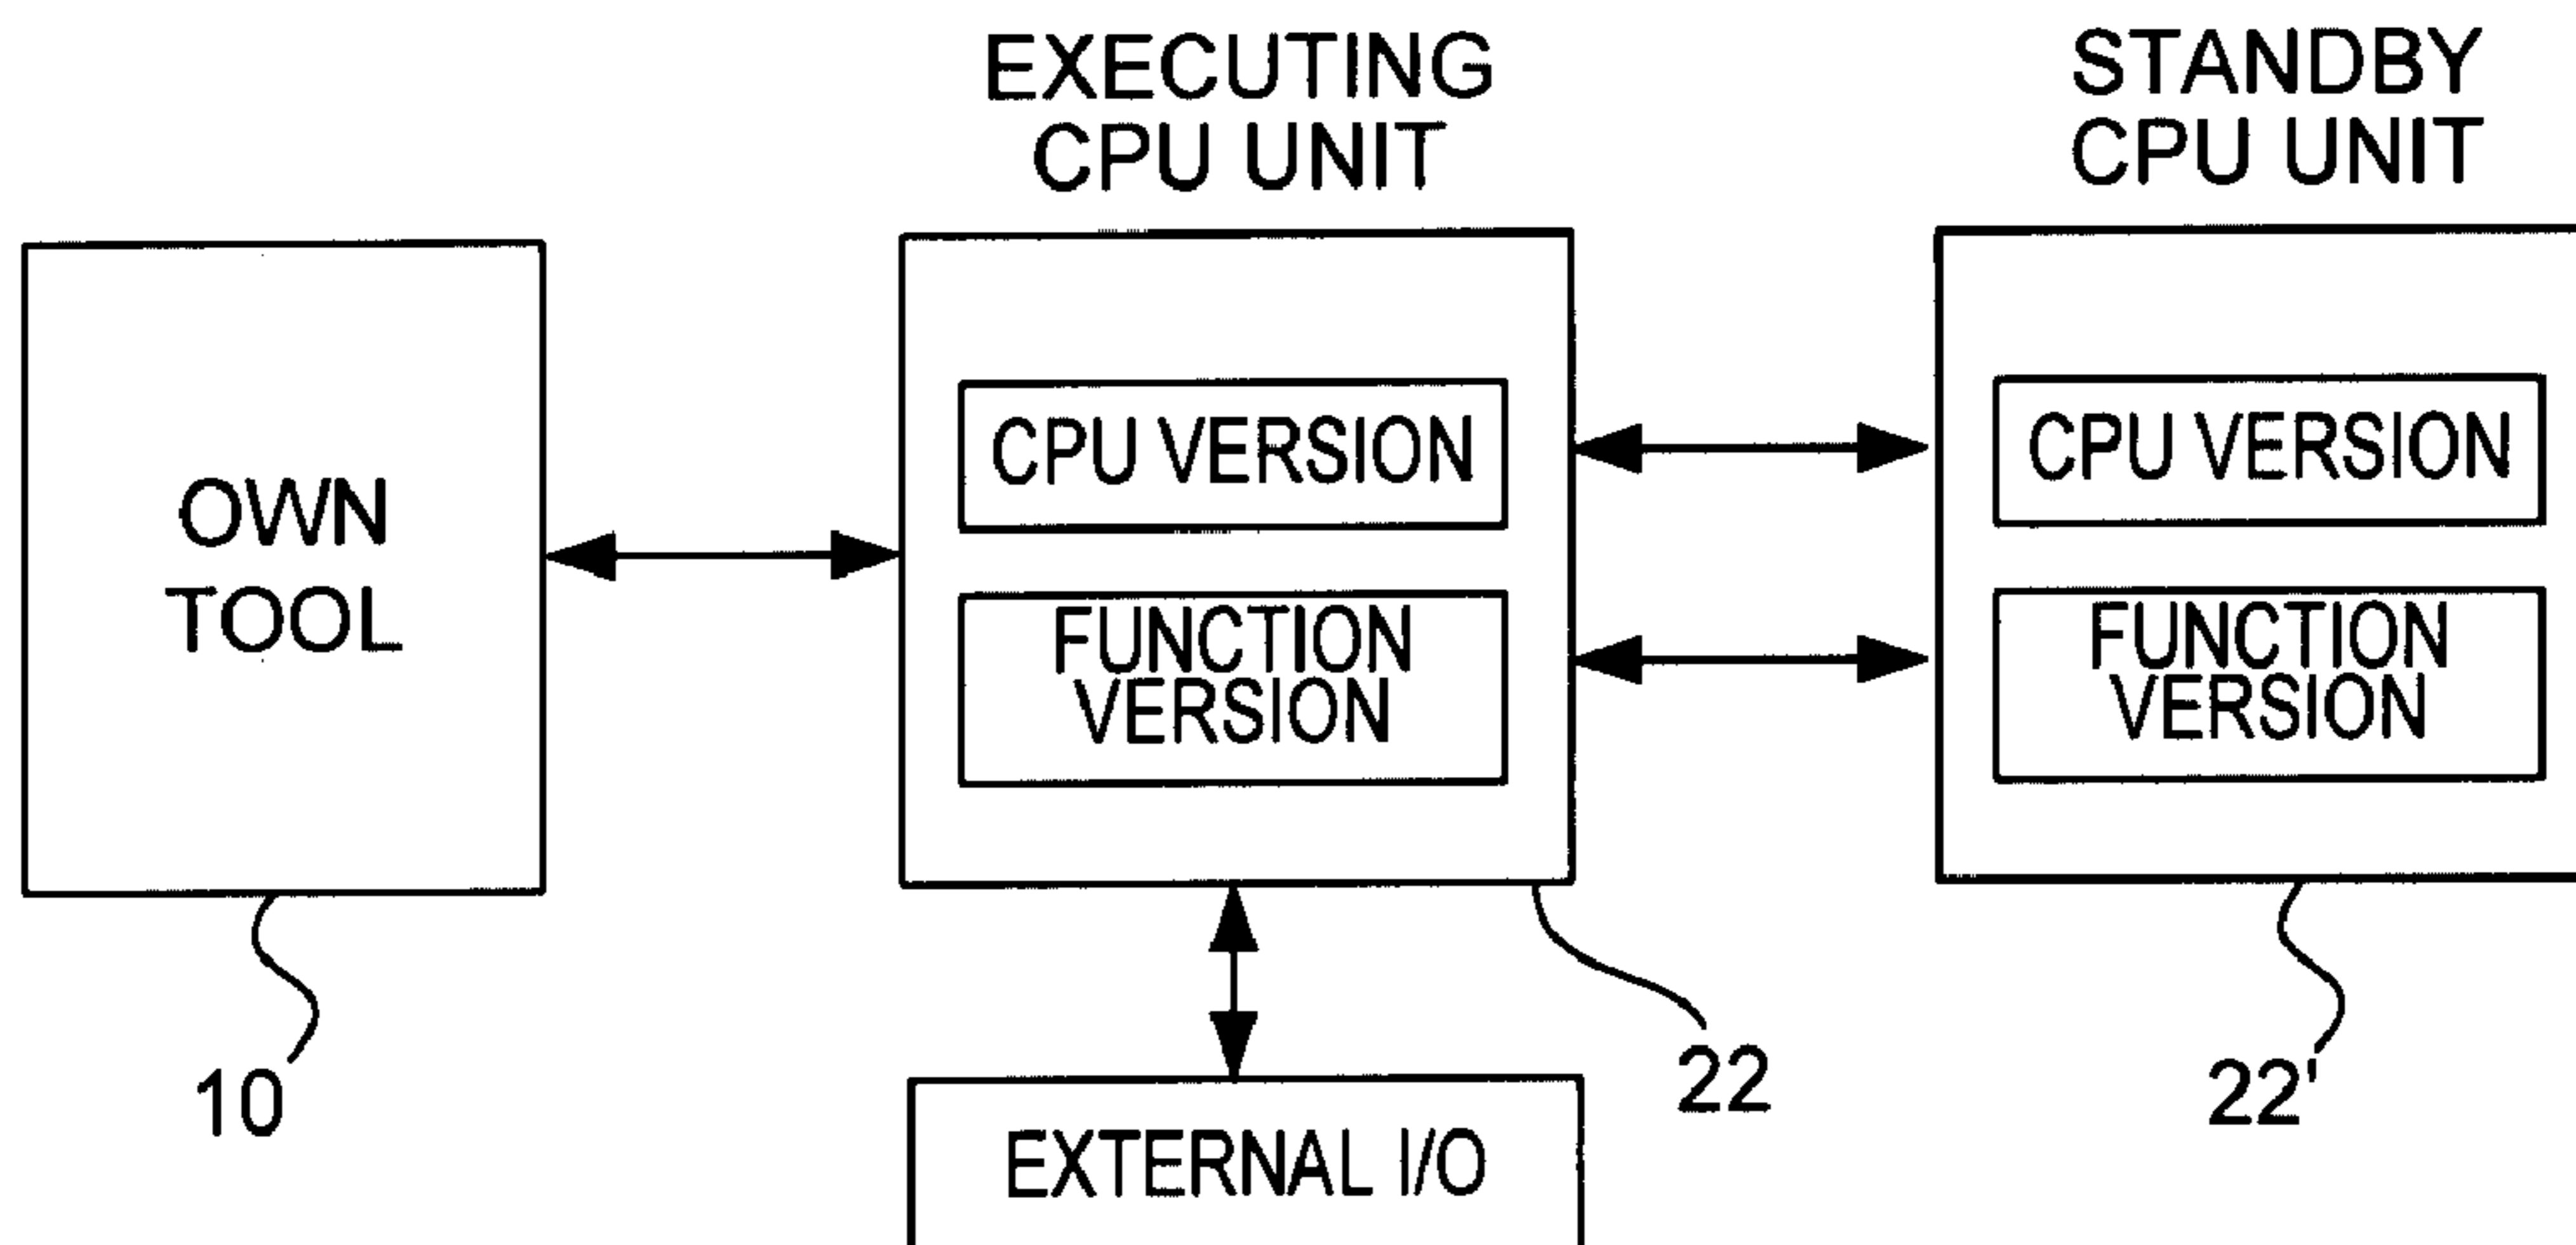 EXECUTING
CPU UNIT
STANDBY
CPU UNIT
OWN
TOOL
CPU VERSION
FUNCTION
VERSION
CPU VERSION
FUNCTION
VERSION
10
22
22'
EXTERNAL I/O